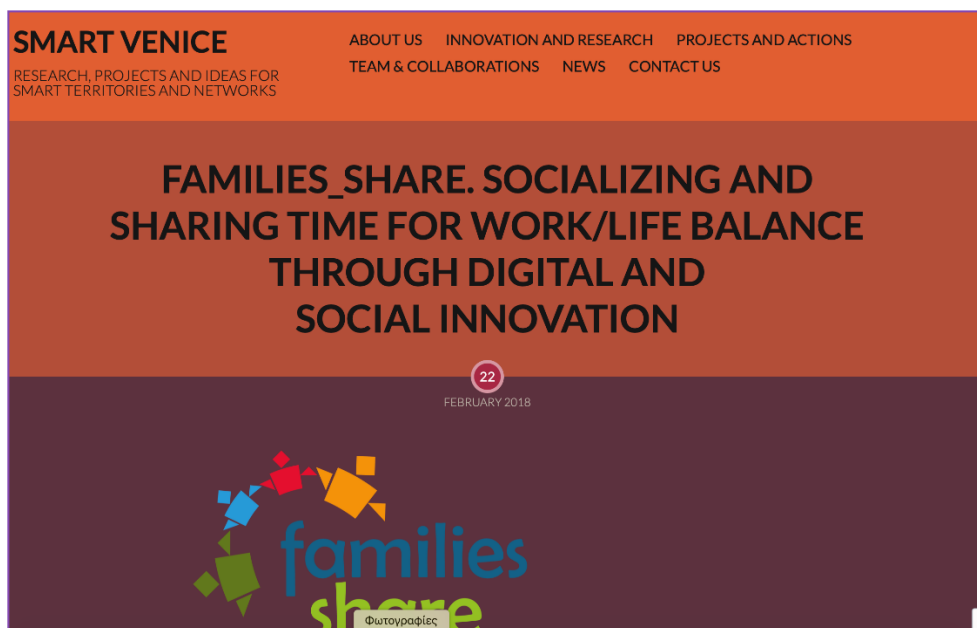 SMART VENICE
RESEARCH, PROJECTS AND IDEAS FOR
SMART TERRITORIES AND NETWORKS
ABOUT US INNOVATION AND RESEARCH PROJECTS AND ACTIONS
TEAM & COLLABORATIONS NEWS CONTACT US
FAMILIES_SHARE. SOCIALIZING AND
SHARING TIME FOR WORK/LIFE BALANCE
THROUGH DIGITAL AND
SOCIAL INNOVATION
22
FEBRUARY 2018
families
share
Φωτογραφίες